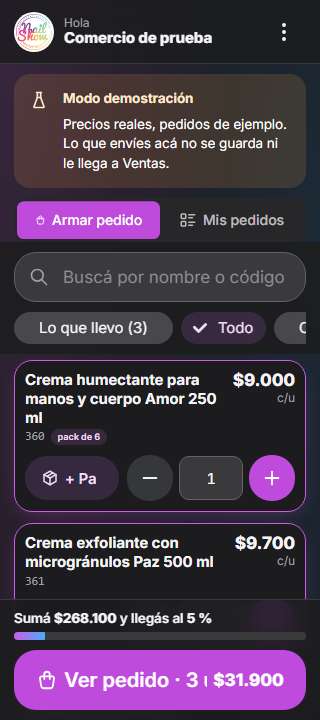 Nail Show
Hola
Comercio de prueba
Modo demostración
Precios reales, pedidos de ejemplo.
Lo que envíes acá no se guarda ni
le llega a Ventas.
Armar pedido
Mis pedidos
Buscá por nombre o código
Lo que llevo (3)
Todo
Crema humectante para
manos y cuerpo Amor 250
ml
$9.000
c/u
360
pack de 6
+ Pa
1
Crema exfoliante con
microgránulos Paz 500 ml
$9.700
c/u
361
Sumá $268.100 y llegás al 5 %
Ver pedido · 3
$31.900